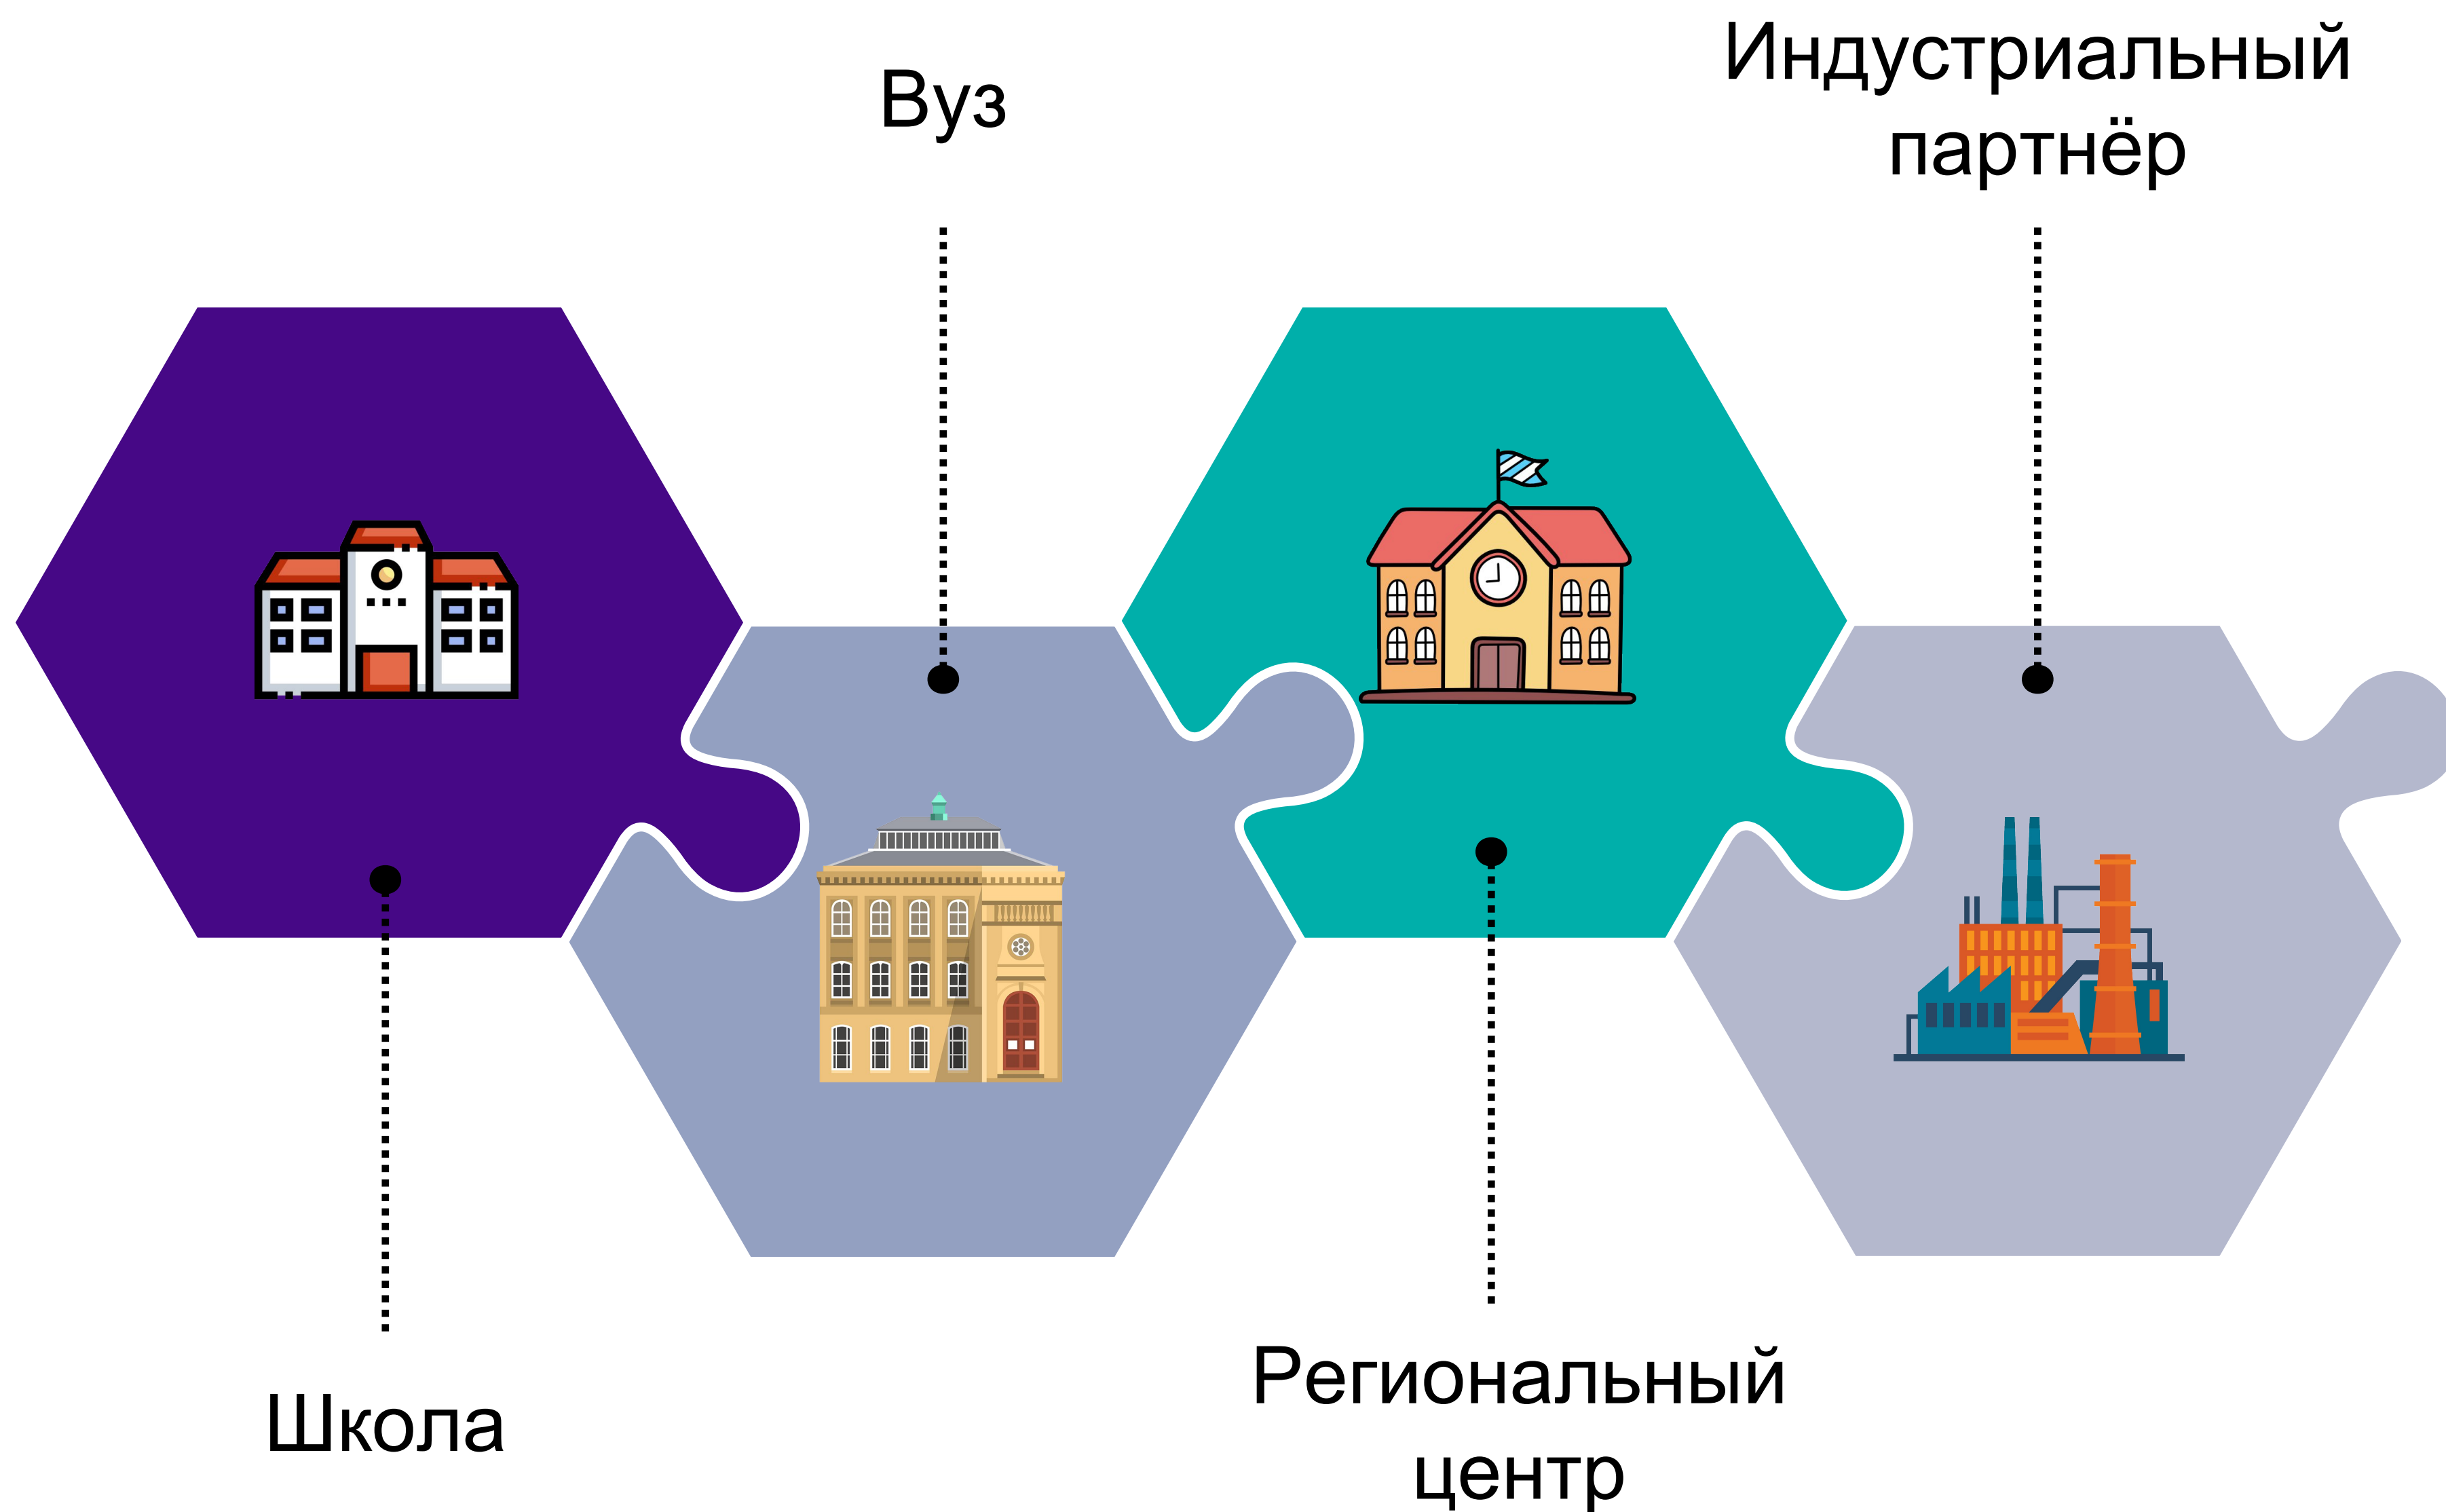 Вуз
Индустриальный
партнёр
Школа
Региональный
центр